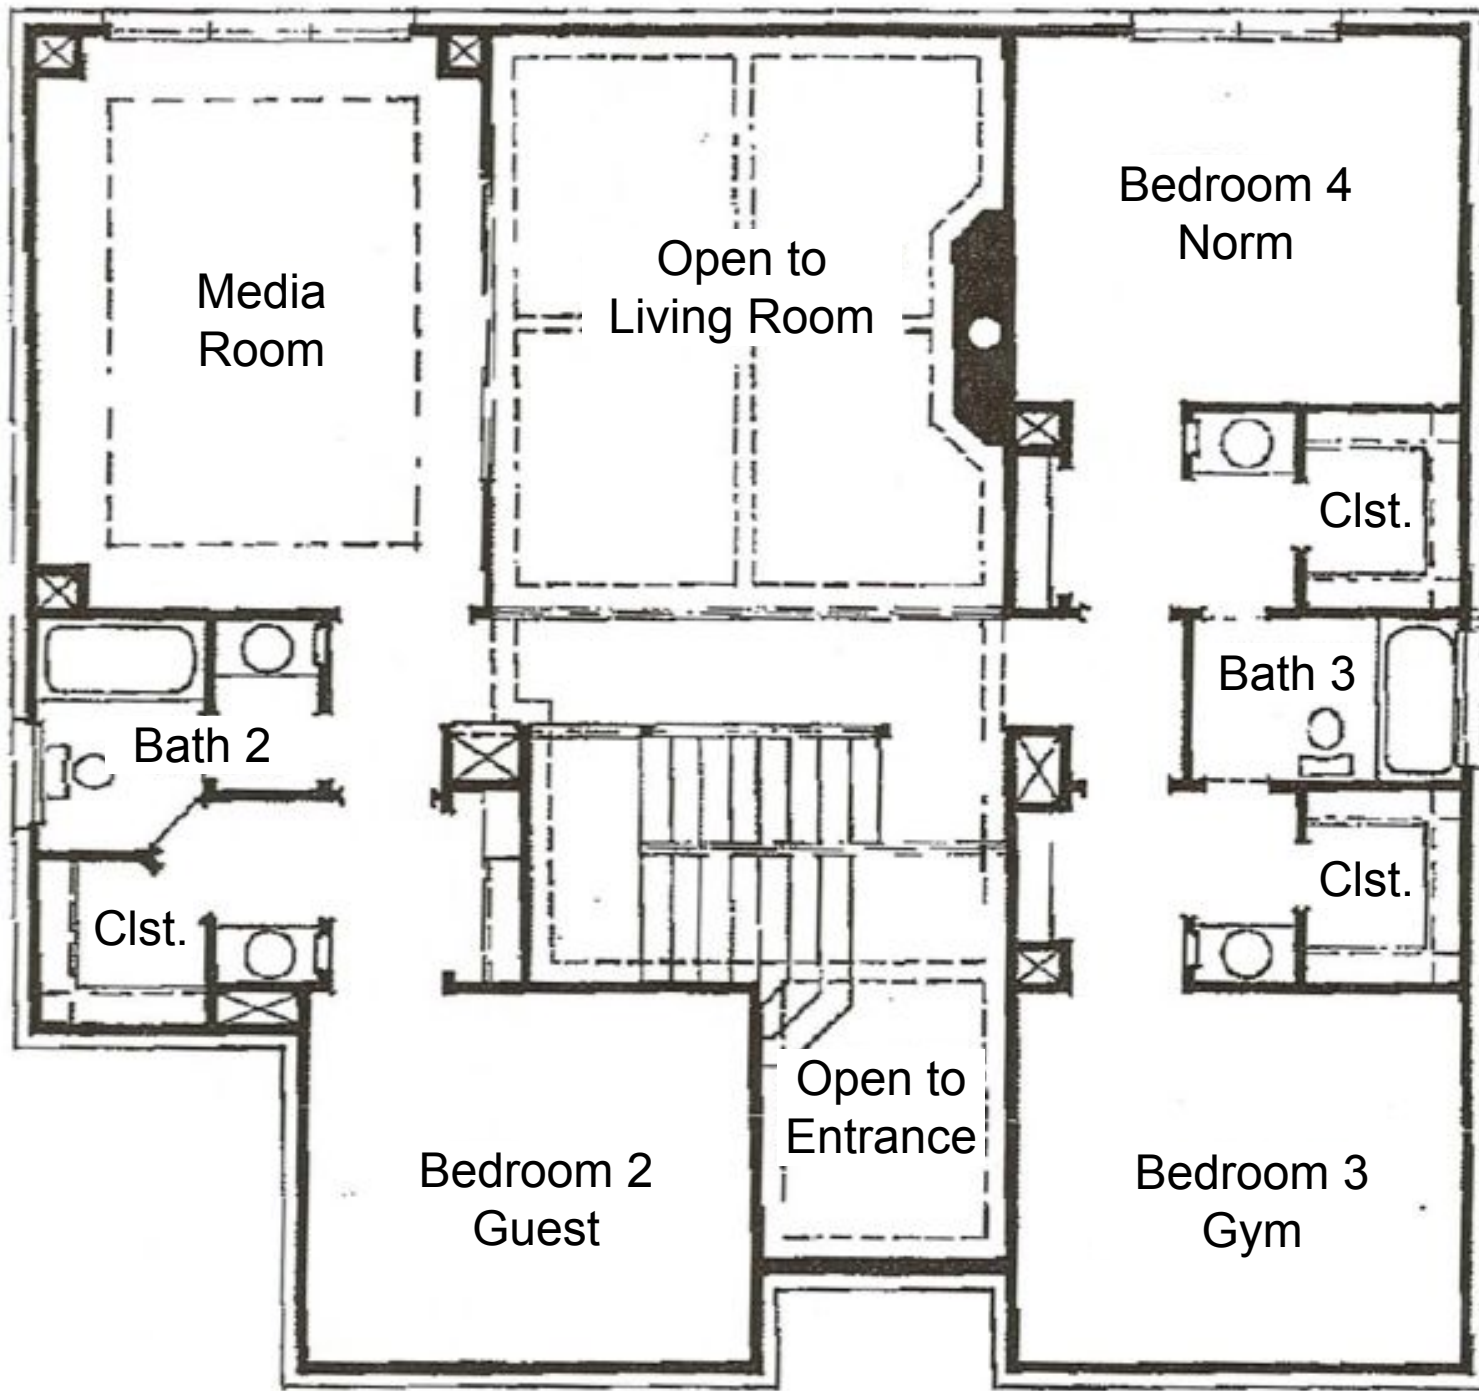 Bedroom 4
Norm
Open to
Living Room
Media
Room
Clst.
Bath 3
Bath 2
Clst.
Clst.
Open to
Entrance
Bedroom 2
Guest
Bedroom 3
Gym